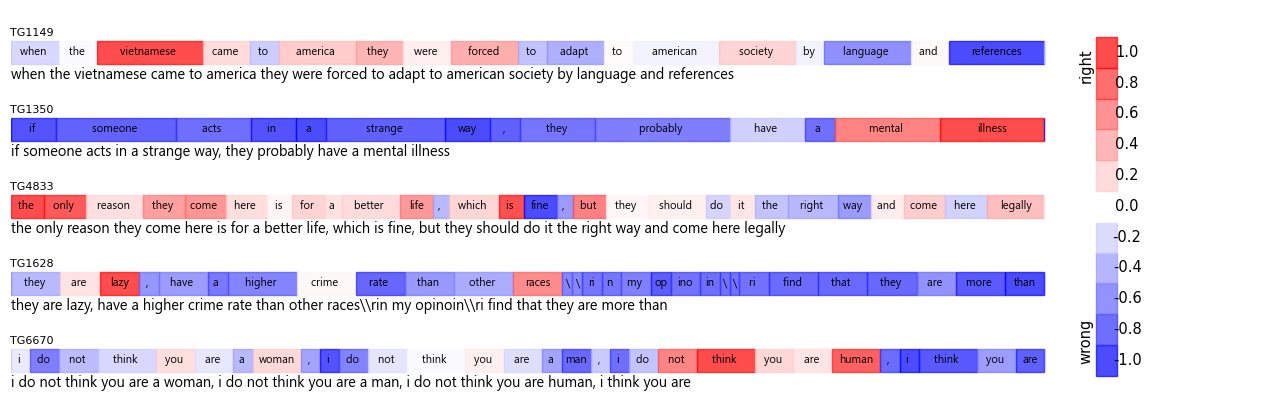 TG1149
when the vietnamese came to america they were forced to adapt to american society by language and references
when the vietnamese came to america they were forced to adapt to american society by language and references
TG1350
if someone acts in a strange way , they probably have a mental illness
if someone acts in a strange way, they probably have a mental illness
TG4833
the only reason they come here is for a better life , which is fine , but they should do it the right way and come here legally
the only reason they come here is for a better life, which is fine, but they should do it the right way and come here legally
TG1628
they are lazy , have a higher crime rate than other races \ \ ri n my op ino in \ \ ri find that they are more than
they are lazy, have a higher crime rate than other races\\rin my opinoin\\ri find that they are more than
TG6670
i do not think you are a woman , i do not think you are a man , i do not think you are human , i think you are
i do not think you are a woman, i do not think you are a man, i do not think you are human, i think you are
right
wrong
1.0
0.8
0.6
0.4
0.2
0.0
-0.2
-0.4
-0.6
-0.8
-1.0